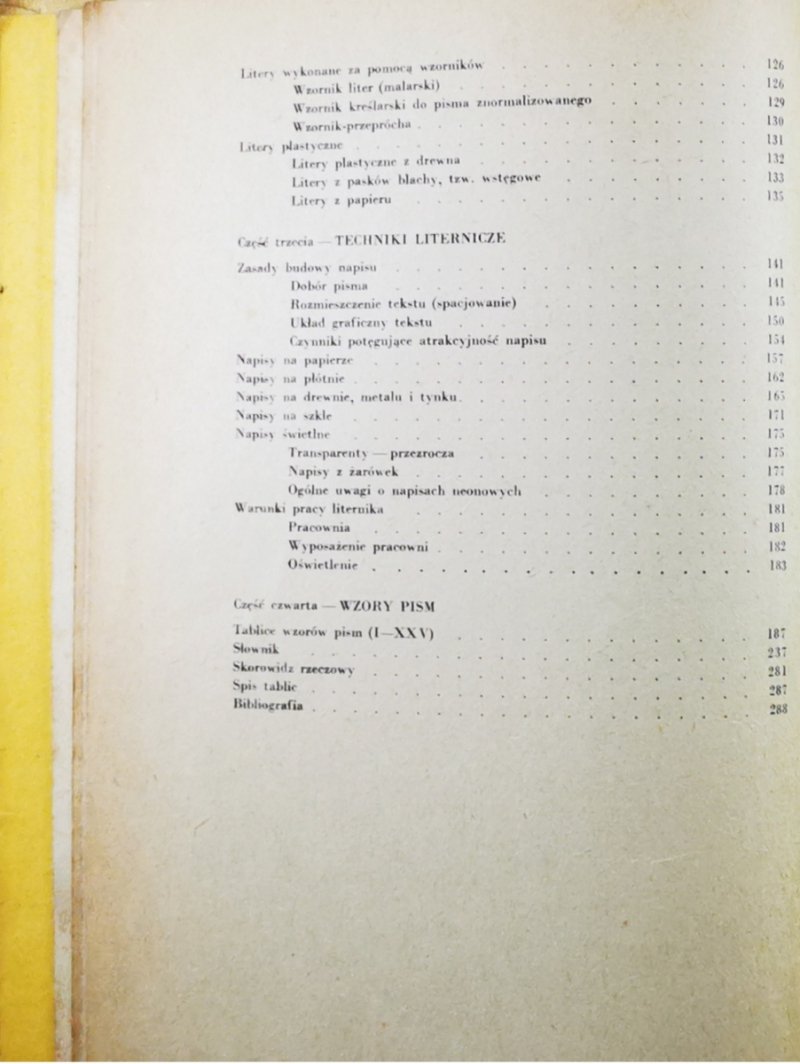 Litery wykonane za pomocą wzorników . . . . . . . 126
Wzornik liter (malarski) . . . . . . . . 126
Wzornik kreślarski do pisma znormalizowanego . . . . 129
Wzornik-przeprócha . . . . . . . . . 130
Litery plastyczne . . . . . . . . . . . 131
Litery plastyczne z drewna . . . . . . . . 132
Litery z pasków blachy, tzw. wstęgowe . . . . . 133
Litery z papieru . . . . . . . . . . 135
Część trzecia — TECHNIKI LITERNICZE
Zasady budowy napisu . . . . . . . . . . 141
Dobór pisma . . . . . . . . . . 141
Rozmieszczenie tekstu (spacjowanie) . . . . . . 145
Układ graficzny tekstu . . . . . . . . 150
Czynniki potęgujące atrakcyjność napisu . . . . . 154
Napisy na papierze . . . . . . . . . . . 157
Napisy na płótnie . . . . . . . . . . . 162
Napisy na drewnie, metalu i tynku . . . . . . . . 165
Napisy na szkle . . . . . . . . . . . 171
Napisy świetlne . . . . . . . . . . . 175
Transparenty — przezrocza . . . . . . . . 175
Napisy z żarówek . . . . . . . . . . 177
Ogólne uwagi o napisach neonowych . . . . . . 178
Warunki pracy liternika . . . . . . . . . 181
Pracownia . . . . . . . . . . . 181
Wyposażenie pracowni . . . . . . . . . 182
Oświetlenie . . . . . . . . . . . 183
Część czwarta — WZORY PISM
Tablice wzorów pism (I—XXV) . . . . . . . . 187
Słownik . . . . . . . . . . . . 237
Skorowidz rzeczowy . . . . . . . . . . . 281
Spis tablic . . . . . . . . . . . . 287
Bibliografia . . . . . . . . . . . . 288